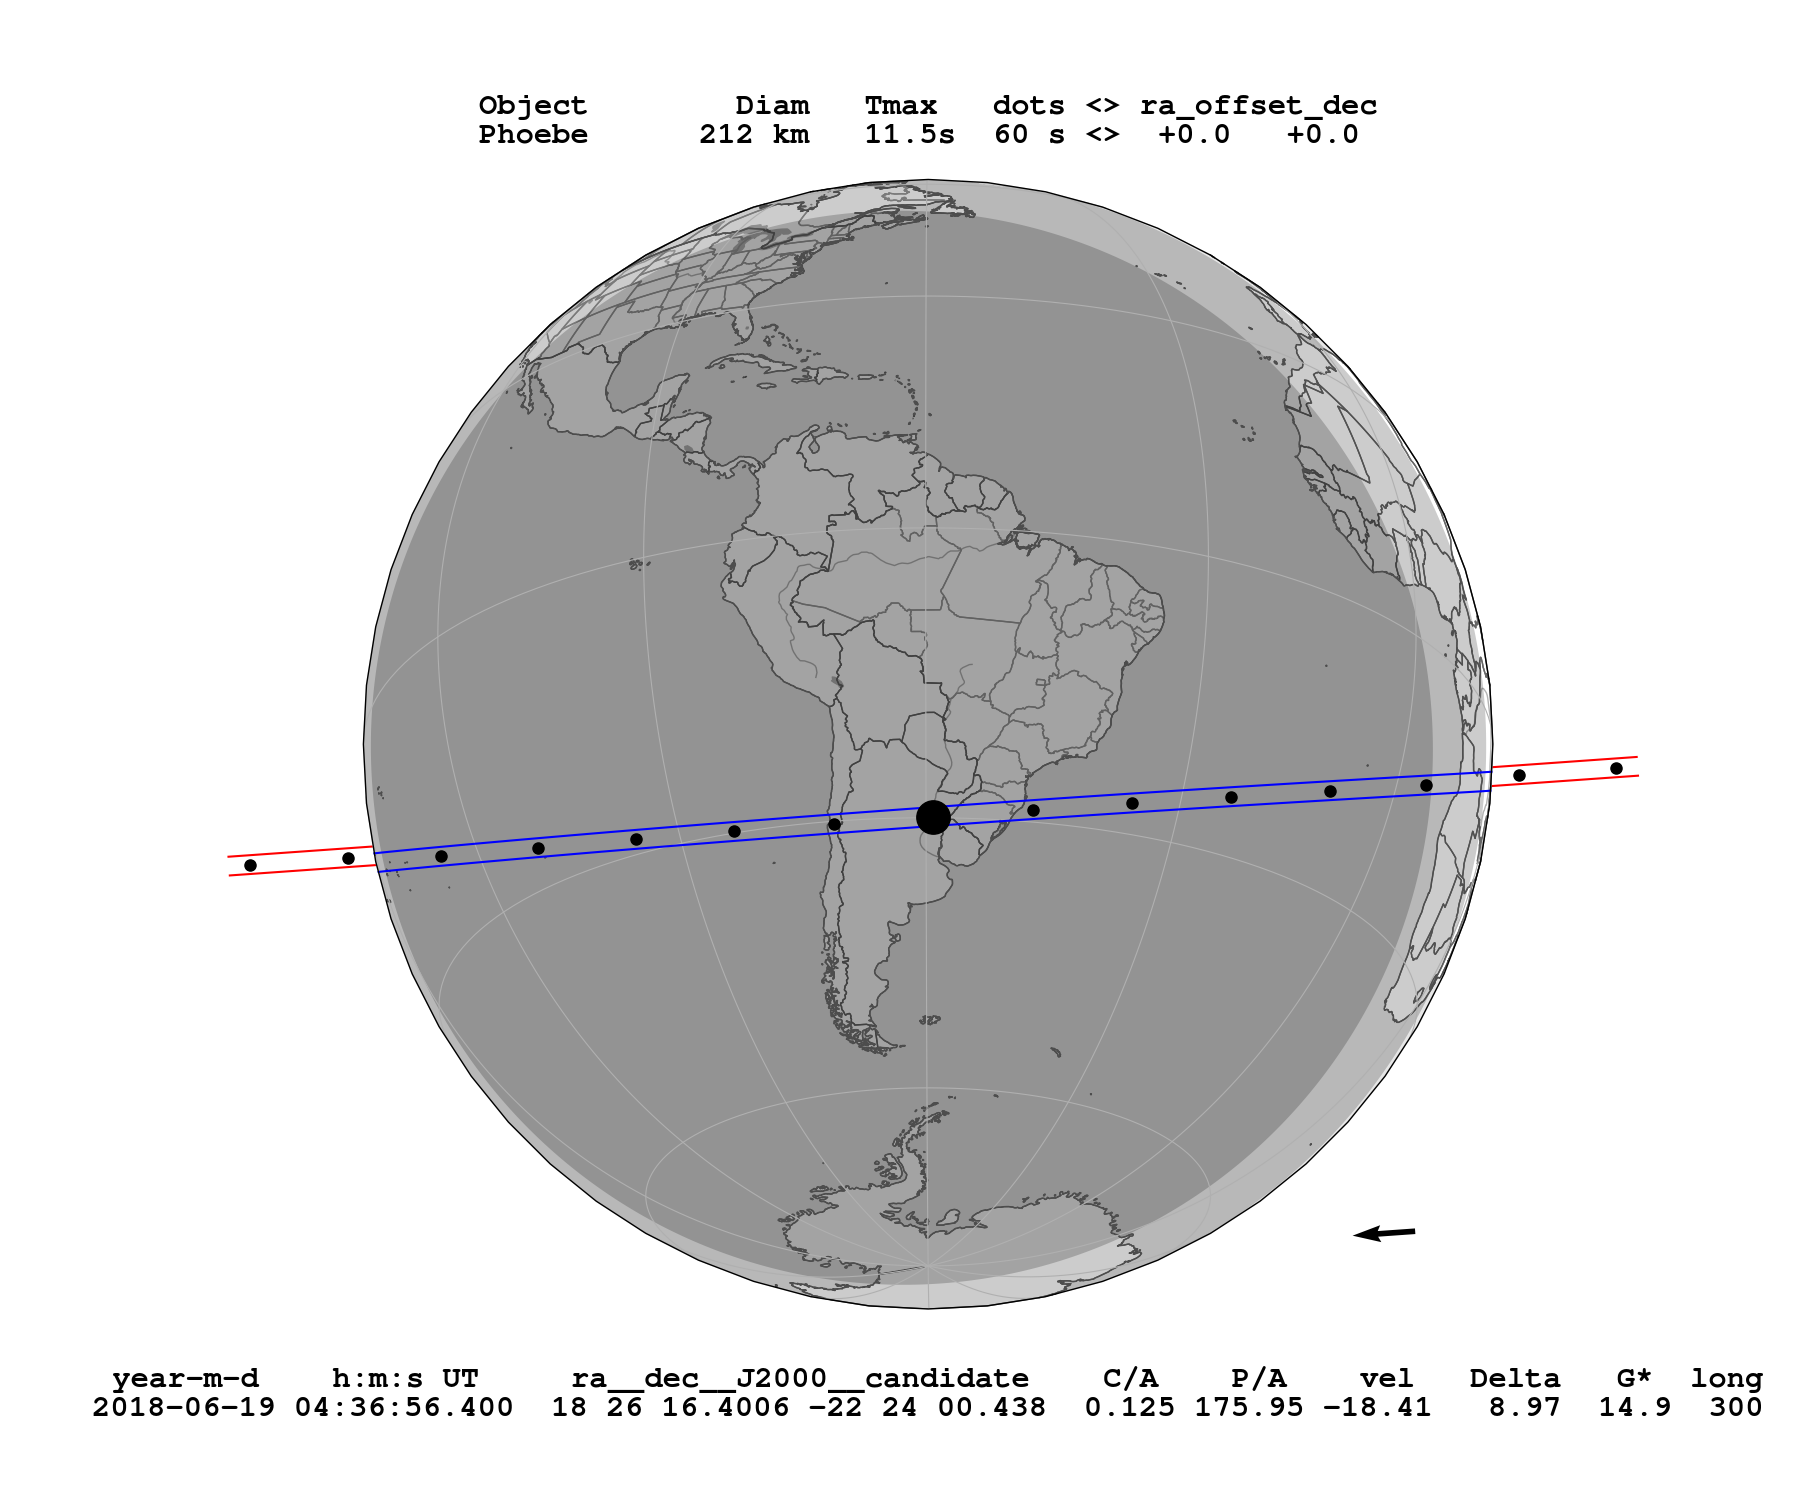 Object Diam Tmax dots <> ra_offset_dec
Phoebe 212 km 11.5s 60 s <> +0.0 +0.0
year-m-d h:m:s UT ra__dec__J2000__candidate C/A P/A vel Delta G* long
2018-06-19 04:36:56.400 18 26 16.4006 -22 24 00.438 0.125 175.95 -18.41 8.97 14.9 300